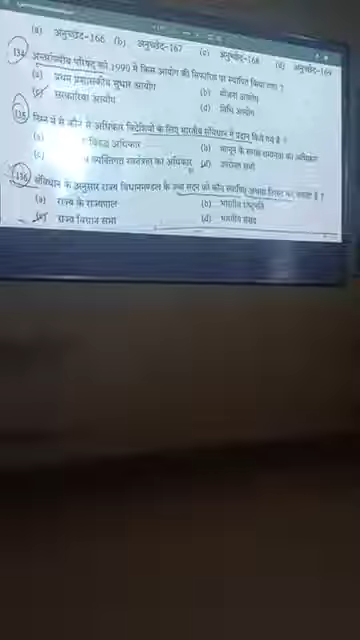 (a) अनुच्छेद-166 (b) अनुच्छेद-167 (c) अनुच्छेद-168 (d) अनुच्छेद-169
134. अन्तर्राज्यीय परिषद् को 1990 में किस आयोग की सिफारिश पर स्थापित किया गया ?
(a) प्रथम प्रशासकीय सुधार आयोग (b) योजना आयोग
(c) सरकारिया आयोग (d) विधि आयोग
135. निम्न में से कौन से अधिकार विदेशियों के लिए भारतीय संविधान में प्रदान किये गये हैं ?
(a) विरुद्ध अधिकार (b) कानून के समक्ष समानता का अधिकार
(c) व्यक्तिगत स्वतंत्रता का अधिकार (d) उपरोक्त सभी
136. संविधान के अनुसार राज्य विधानमण्डल के उच्च सदन को कौन स्थापित अथवा विघटित कर सकता है ?
(a) राज्य के राज्यपाल (b) भारतीय राष्ट्रपति
(c) राज्य विधान सभा (d) भारतीय संसद